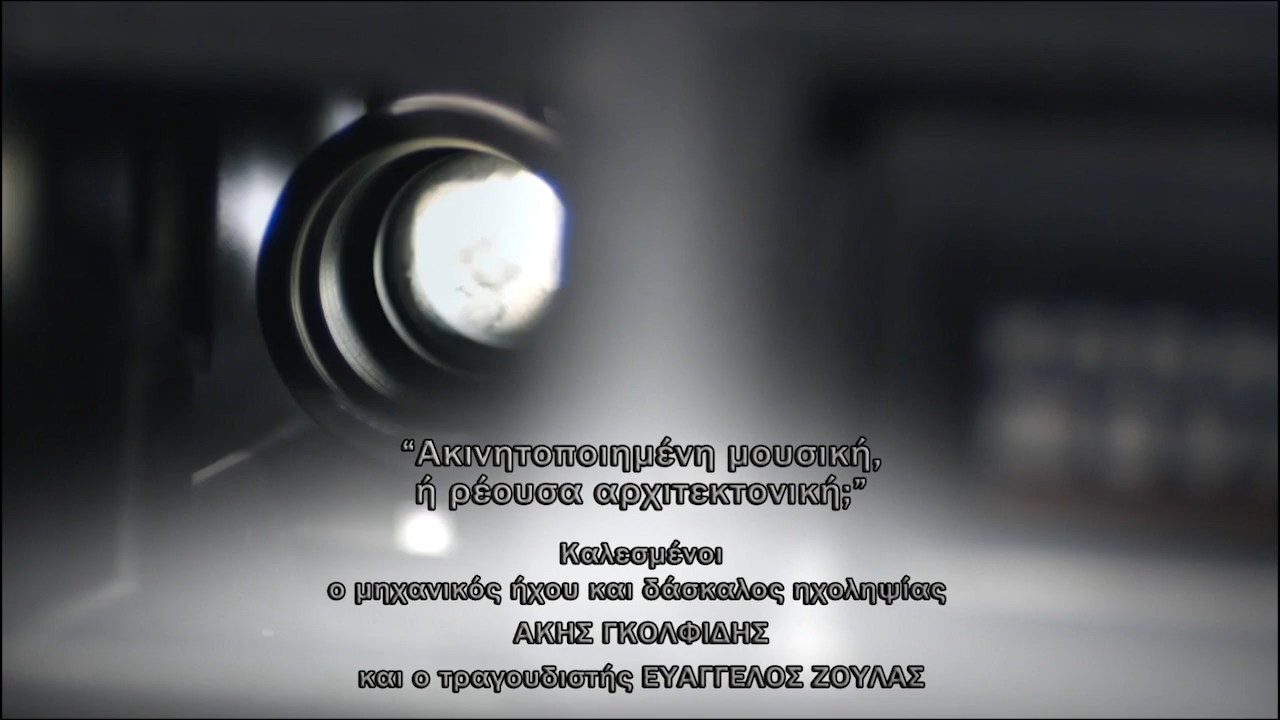 “Ακινητοποιημένη μουσική,
ή ρέουσα αρχιτεκτονική;”
Καλεσμένοι
ο μηχανικός ήχου και δάσκαλος ηχοληψίας
ΑΚΗΣ ΓΚΟΛΦΙΔΗΣ
και ο τραγουδιστής ΕΥΑΓΓΕΛΟΣ ΖΟΥΛΑΣ